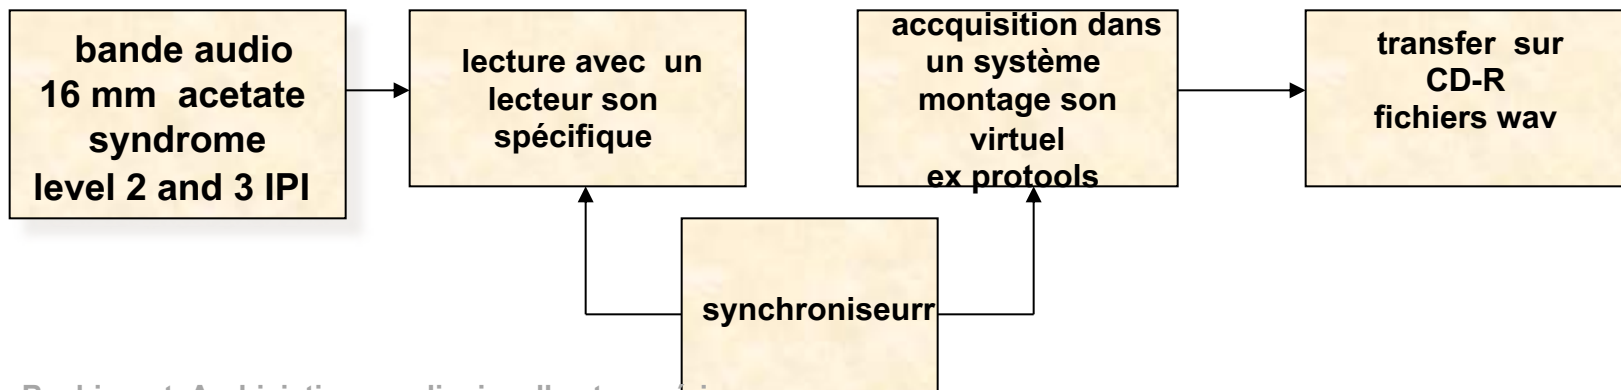 bande audio
16 mm acetate
syndrome
level 2 and 3 IPI
lecture avec un
lecteur son
spécifique
accquisition dans
un système
montage son
virtuel
ex protools
transfer sur
CD-R
fichiers wav
synchroniseurr